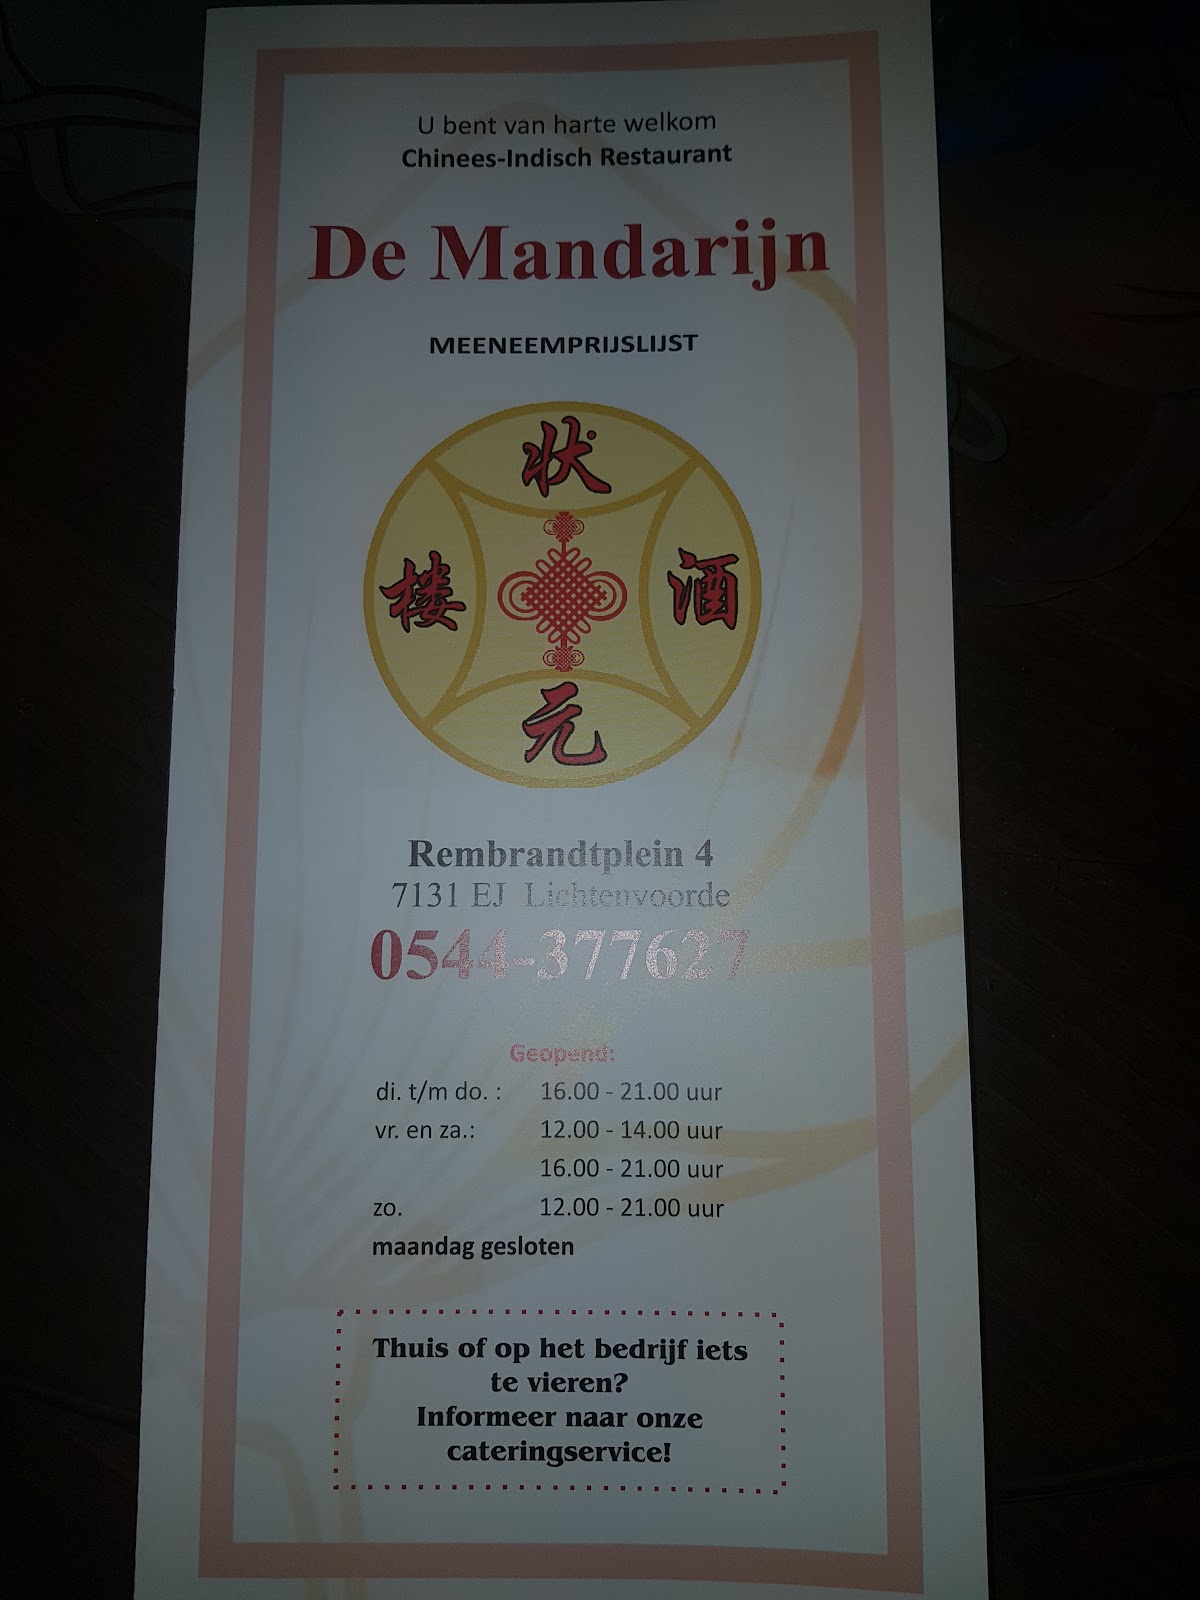 U bent van harte welkom
Chinees-Indisch Restaurant
De Mandarijn
MEENEEMPRIJSLIJST
状
楼 酒
元
Rembrandtplein 4
7131 EJ Lichtenvoorde
0544-377627
Geopend:
di. t/m do. : 16.00 - 21.00 uur
vr. en za.: 12.00 - 14.00 uur
16.00 - 21.00 uur
zo. 12.00 - 21.00 uur
maandag gesloten
Thuis of op het bedrijf iets
te vieren?
Informeer naar onze
cateringservice!